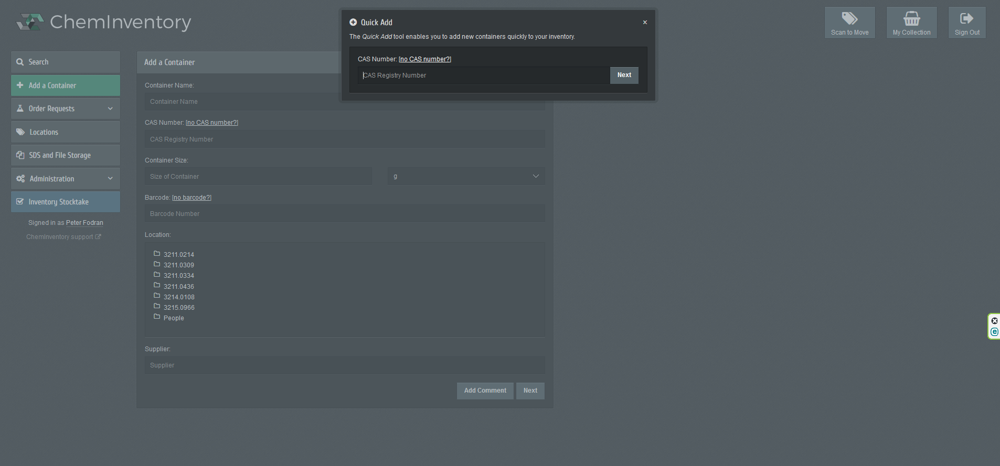 ChemInventory
Quick Add
×
The Quick Add tool enables you to add new containers quickly to your inventory.
CAS Number: [no CAS number?]
CAS Registry Number
Next
Scan to Move
My Collection
Sign Out
Search
Add a Container
Order Requests
Locations
SDS and File Storage
Administration
Inventory Stocktake
Signed in as Peter Fodran
ChemInventory support
Add a Container
Container Name:
Container Name
CAS Number: [no CAS number?]
CAS Registry Number
Container Size:
Size of Container
g
Barcode: [no barcode?]
Barcode Number
Location:
3211.0214
3211.0309
3211.0334
3211.0436
3214.0108
3215.0966
People
Supplier:
Supplier
Add Comment
Next
e